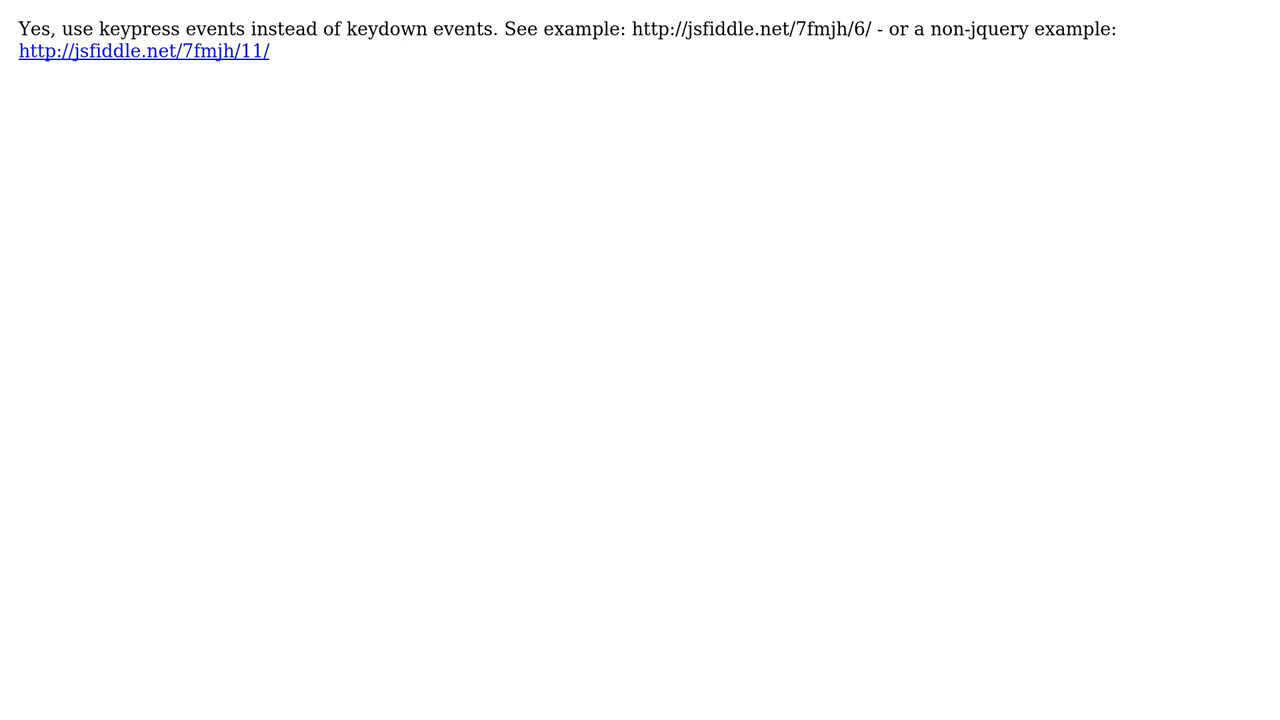 Yes, use keypress events instead of keydown events. See example: http://jsfiddle.net/7fmjh/6/ - or a non-jquery example:
http://jsfiddle.net/7fmjh/11/